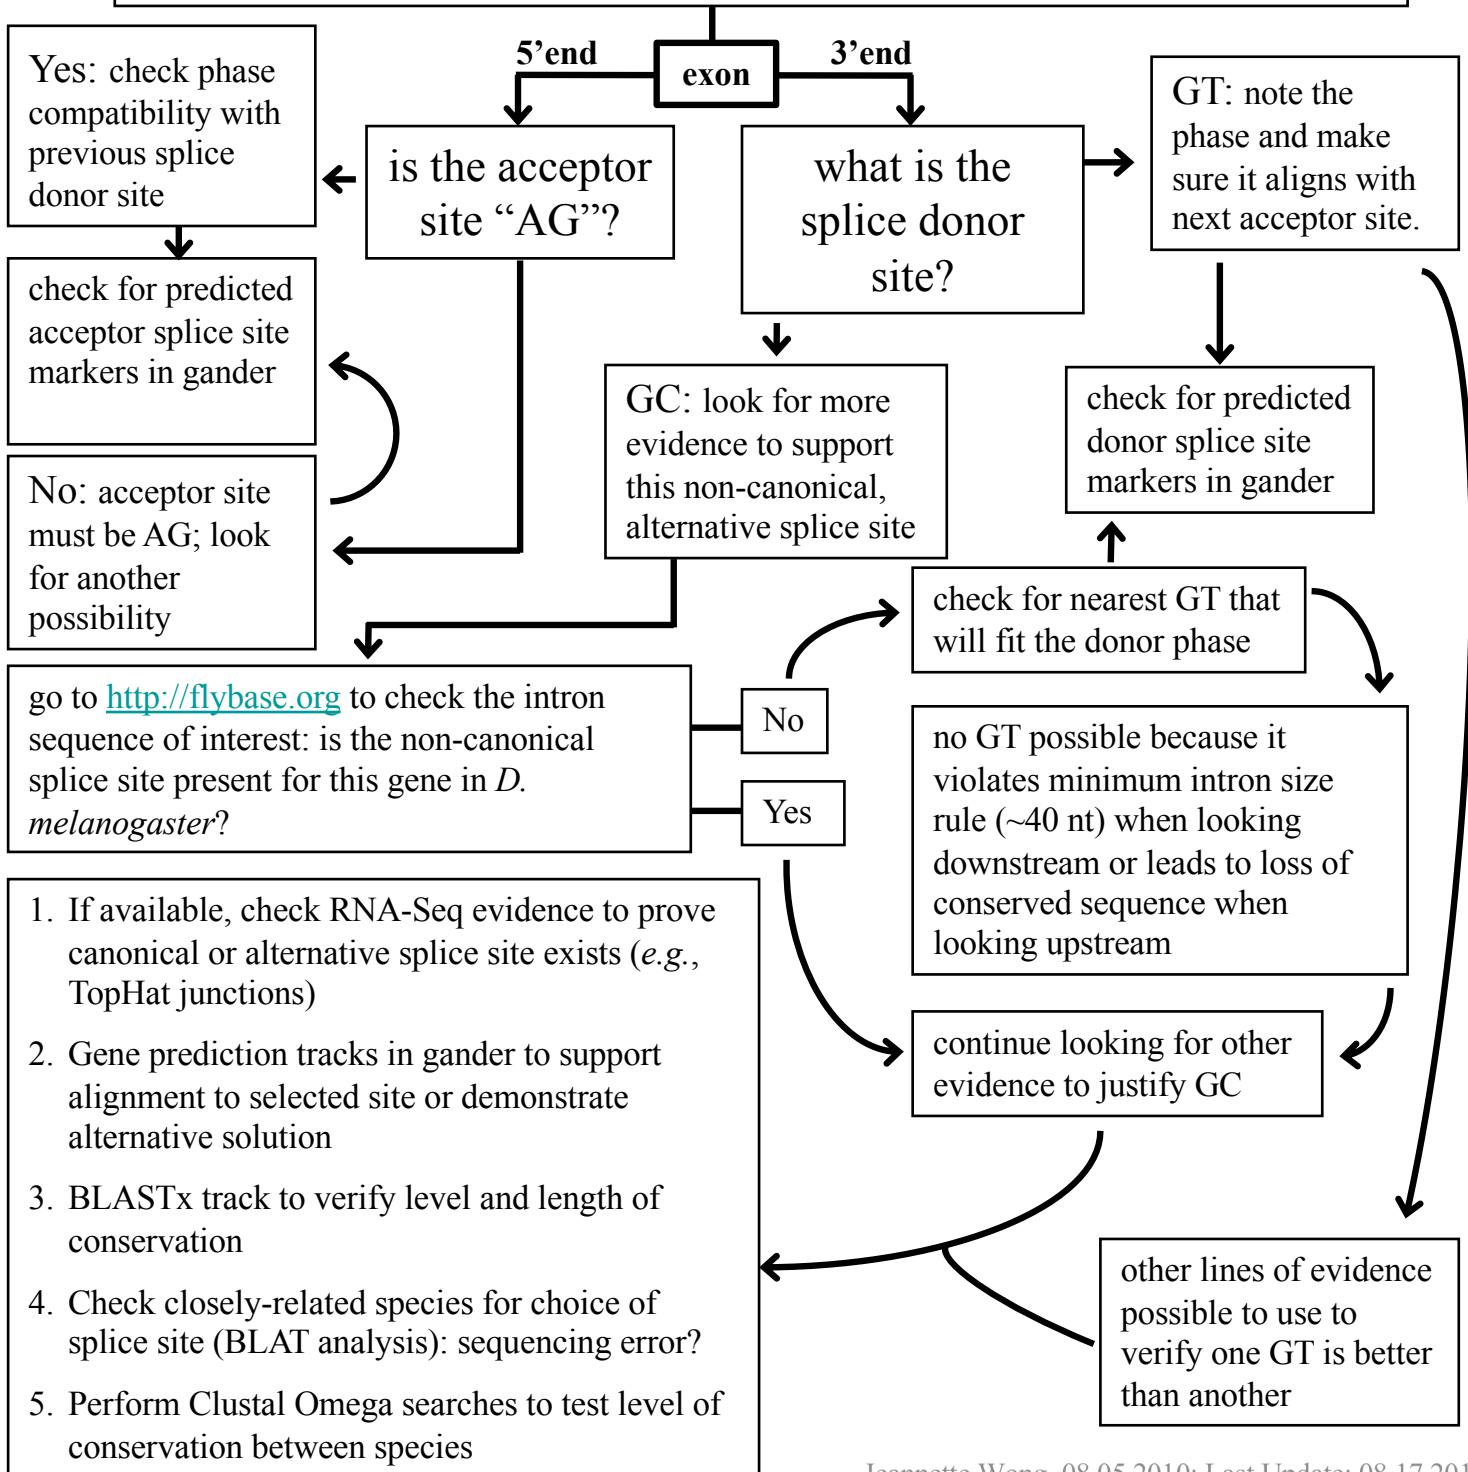 5’end
exon
3’end
Yes: check phase
compatibility with
previous splice
donor site
is the acceptor
site “AG”?
what is the
splice donor
site?
GT: note the
phase and make
sure it aligns with
next acceptor site.
check for predicted
acceptor splice site
markers in gander
No: acceptor site
must be AG; look
for another
possibility
GC: look for more
evidence to support
this non-canonical,
alternative splice site
check for predicted
donor splice site
markers in gander
check for nearest GT that
will fit the donor phase
go to http://flybase.org to check the intron
sequence of interest: is the non-canonical
splice site present for this gene in D.
melanogaster?
No
Yes
no GT possible because it
violates minimum intron size
rule (~40 nt) when looking
downstream or leads to loss of
conserved sequence when
looking upstream
continue looking for other
evidence to justify GC
1. If available, check RNA-Seq evidence to prove
canonical or alternative splice site exists (e.g.,
TopHat junctions)
2. Gene prediction tracks in gander to support
alignment to selected site or demonstrate
alternative solution
3. BLASTx track to verify level and length of
conservation
4. Check closely-related species for choice of
splice site (BLAT analysis): sequencing error?
5. Perform Clustal Omega searches to test level of
conservation between species
other lines of evidence
possible to use to
verify one GT is better
than another
Jeannette Wong, 08.05.2010; Last Update: 08.17.201